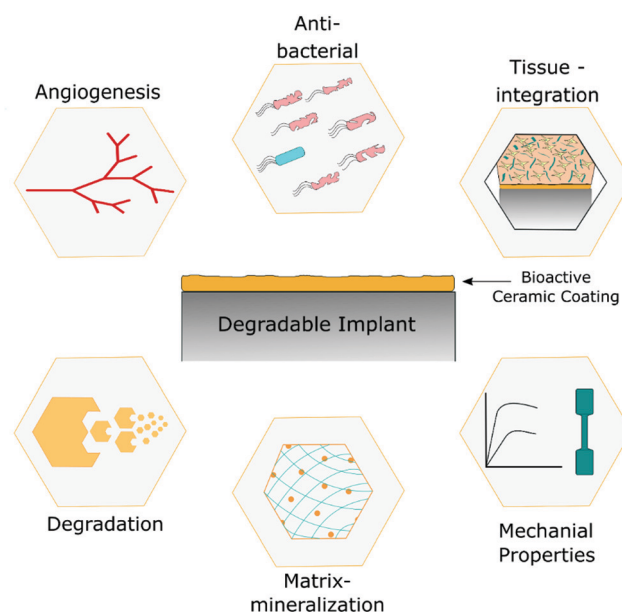 Anti-
bacterial
Angiogenesis
Tissue -
integration
Bioactive
Ceramic Coating
Degradable Implant
Degradation
Matrix-
mineralization
Mechanial
Properties